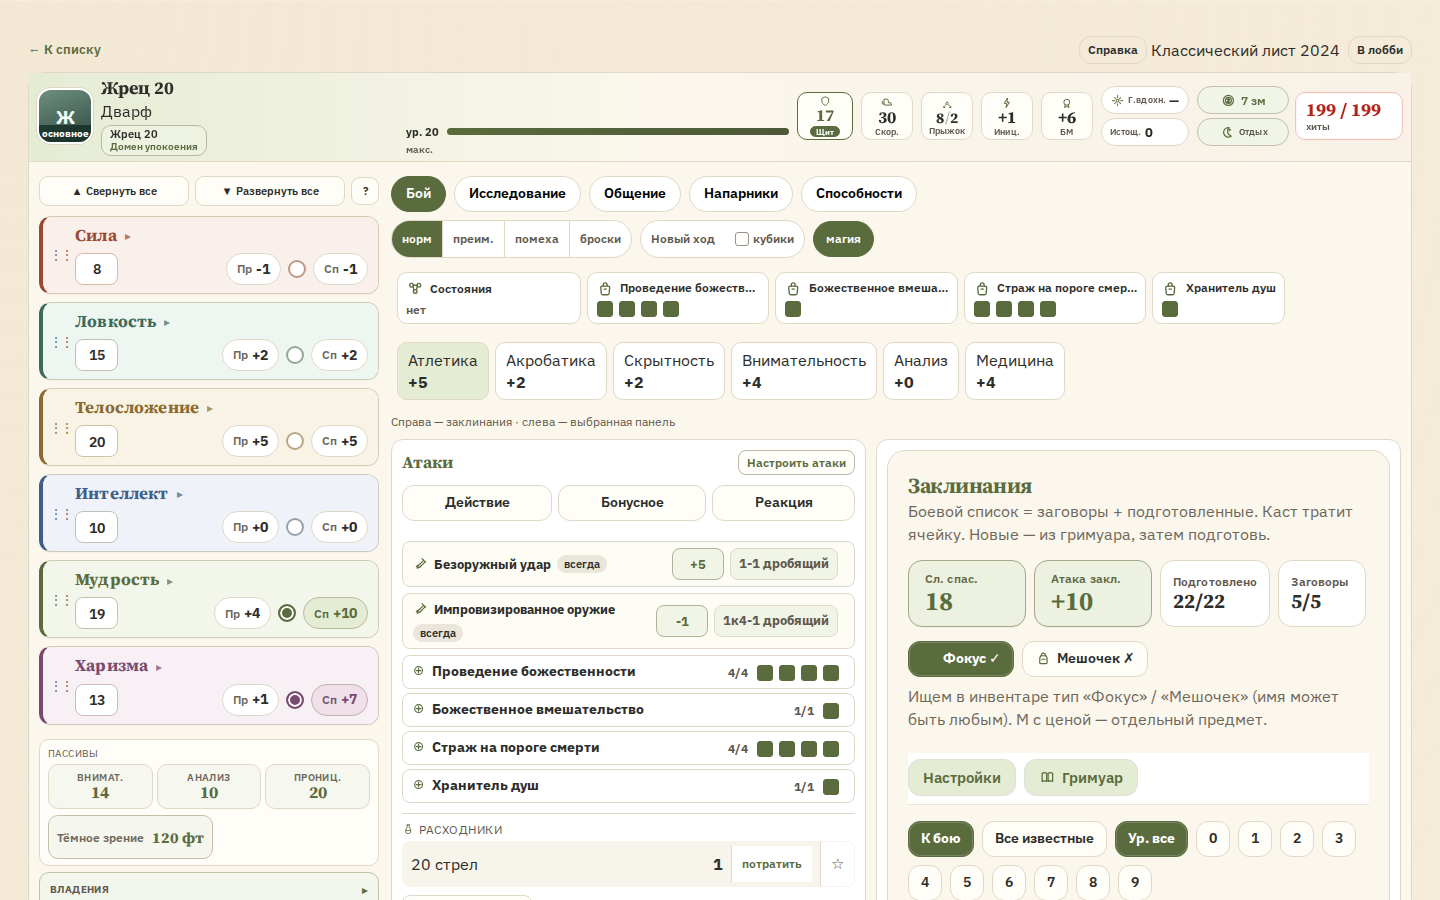 ← К списку
Справка Классический лист 2024 В лобби
Ж
основное
Жрец 20
Дварф
Жрец 20
Домен упокоения
ур. 20
макс.
17
Щит
30
Скор.
8/2
Прыжок
+1
Иниц.
+6
БМ
Г.вдохн. —
Истощ. 0
7 зм
Отдых
199 / 199
хиты
▲ Свернуть все
▼ Развернуть все
?
Сила ▸
8
Пр -1
Сп -1
Ловкость ▸
15
Пр +2
Сп +2
Телосложение ▸
20
Пр +5
Сп +5
Интеллект ▸
10
Пр +0
Сп +0
Мудрость ▸
19
Пр +4
Сп +10
Харизма ▸
13
Пр +1
Сп +7
ПАССИВЫ
ВНИМАТ.
14
АНАЛИЗ
10
ПРОНИЦ.
20
Тёмное зрение 120 фт
ВЛАДЕНИЯ ▸
Бой
Исследование
Общение
Напарники
Способности
норм
преим.
помеха
броски
Новый ход
кубики
магия
Состояния
нет
Проведение божеств...
Божественное вмеша...
Страж на пороге смер...
Хранитель душ
Атлетика
+5
Акробатика
+2
Скрытность
+2
Внимательность
+4
Анализ
+0
Медицина
+4
Справа — заклинания · слева — выбранная панель
Атаки
Настроить атаки
Действие
Бонусное
Реакция
Безоружный удар всегда
+5
1-1 дробящий
Импровизированное оружие
всегда
-1
1к4-1 дробящий
Проведение божественности 4/4
Божественное вмешательство 1/1
Страж на пороге смерти 4/4
Хранитель душ 1/1
РАСХОДНИКИ
20 стрел 1 потратить ☆
Заклинания
Боевой список = заговоры + подготовленные. Каст тратит
ячейку. Новые — из гримуара, затем подготовь.
Сл. спас.
18
Атака закл.
+10
Подготовлено
22/22
Заговоры
5/5
Фокус ✓
Мешочек ✗
Ищем в инвентаре тип «Фокус» / «Мешочек» (имя может
быть любым). М с ценой — отдельный предмет.
Настройки
Гримуар
К бою
Все известные
Ур. все
0 1 2 3
4 5 6 7 8 9